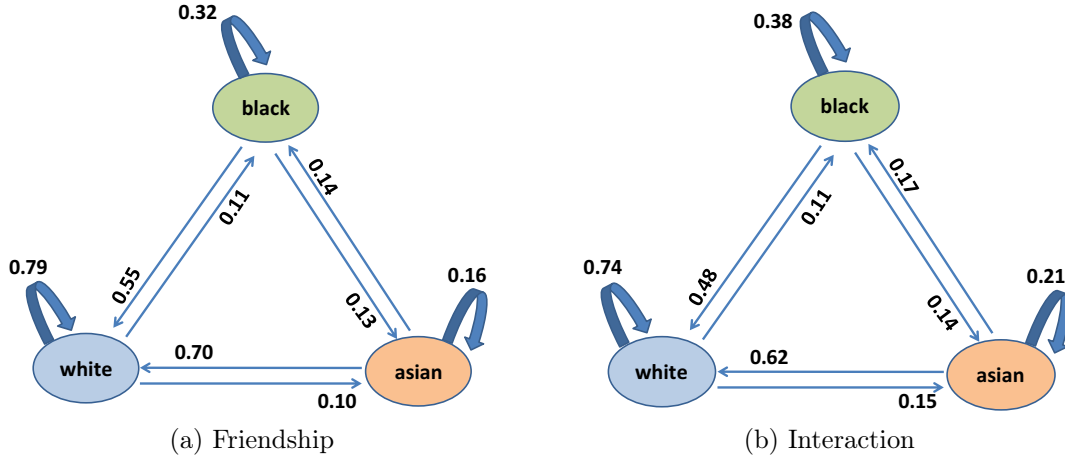 0.32
black
0.14
0.11
0.79
0.55
0.16
0.13
0.70
white
asian
0.10
(a) Friendship
0.38
black
0.17
0.11
0.74
0.48
0.21
0.14
0.62
white
asian
0.15
(b) Interaction